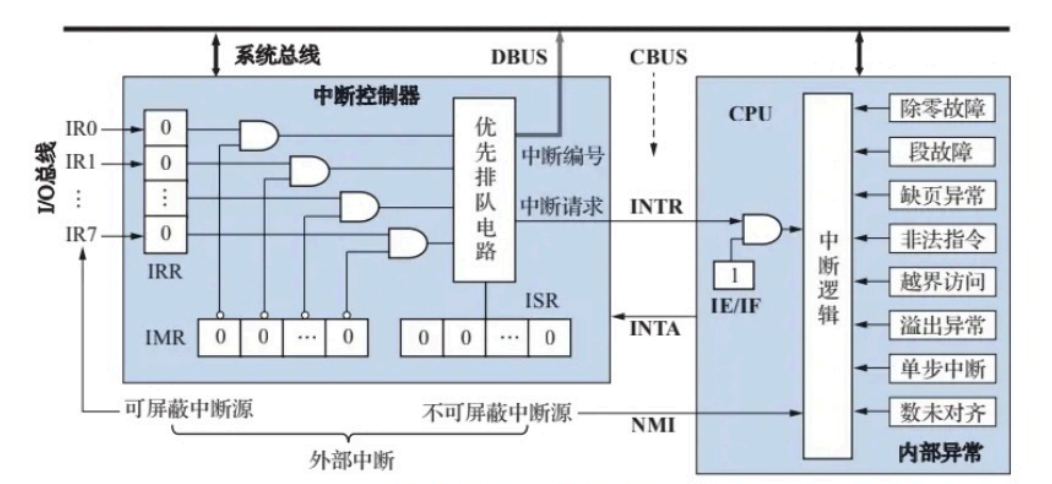 系统总线
DBUS
CBUS
中断控制器
CPU
I/O总线
IR0
IR1
⋮
IR7
0
0
⋮
0
IRR
优先排队电路
中断编号
中断请求
INTR
1
IE/IF
中断逻辑
除零故障
段故障
缺页异常
非法指令
越界访问
溢出异常
单步中断
数未对齐
内部异常
ISR
IMR
0 0 ⋯ 0
0 0 ⋯ 0
INTA
可屏蔽中断源
不可屏蔽中断源
NMI
外部中断